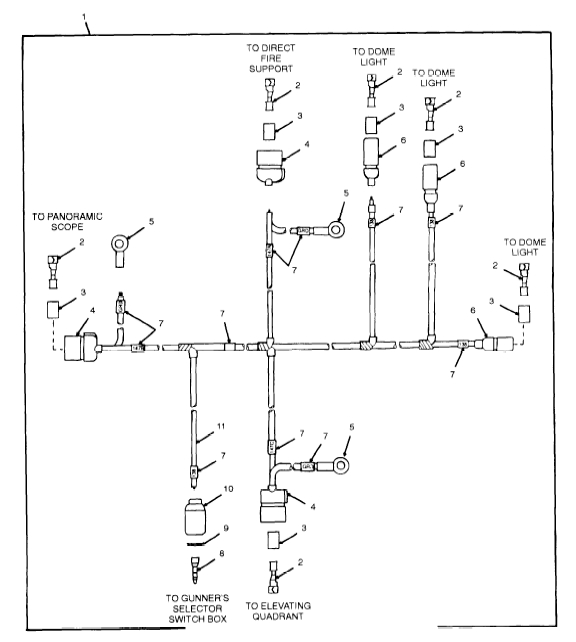 1
TO DIRECT
FIRE
SUPPORT
2
3
4
TO DOME
LIGHT
2
3
6
7
TO DOME
LIGHT
2
3
6
7
5
7
TO PANORAMIC
SCOPE
2
3
4
5
7
7
TO DOME
LIGHT
2
3
6
7
11
7
10
9
8
TO GUNNER'S
SELECTOR
SWITCH BOX
7
7
5
4
3
2
TO ELEVATING
QUADRANT